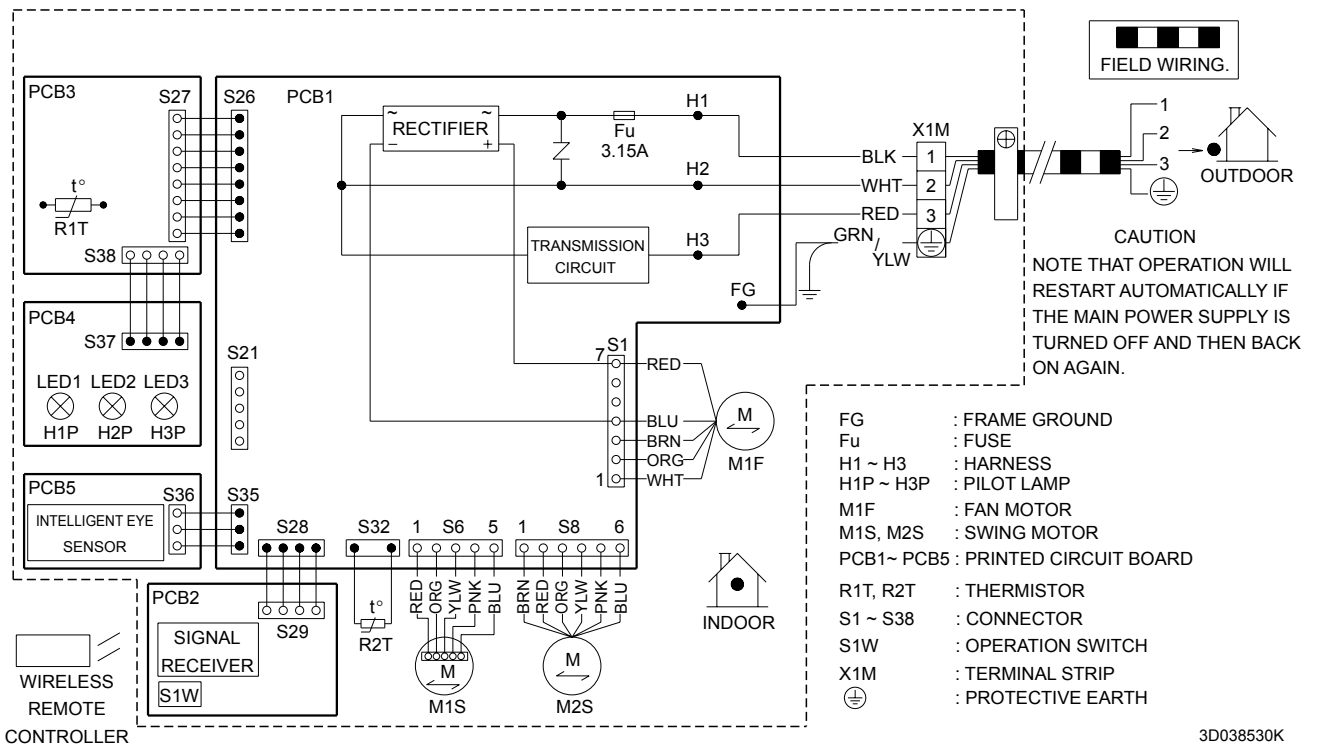 FIELD WIRING.
PCB3
S27
S26
PCB1
~
~
RECTIFIER
−
+
Fu
3.15A
H1
H2
H3
X1M
BLK
1
WHT
2
RED
3
GRN
/
YLW
1
2
3
OUTDOOR
t°
R1T
S38
TRANSMISSION
CIRCUIT
FG
CAUTION
NOTE THAT OPERATION WILL
RESTART AUTOMATICALLY IF
THE MAIN POWER SUPPLY IS
TURNED OFF AND THEN BACK
ON AGAIN.
PCB4
S37
LED1 LED2 LED3
H1P H2P H3P
S21
S1
7
RED
BLU
BRN
ORG
WHT
1
M
M1F
PCB5
S36
S35
INTELLIGENT EYE
SENSOR
S28
S32
1 S6 5
1 S8 6
RED
ORG
YLW
PNK
BLU
BRN
RED
ORG
YLW
PNK
BLU
PCB2
S29
SIGNAL
RECEIVER
S1W
t°
R2T
M
M1S
M
M2S
INDOOR
WIRELESS
REMOTE
CONTROLLER
FG : FRAME GROUND
Fu : FUSE
H1 ~ H3 : HARNESS
H1P ~ H3P : PILOT LAMP
M1F : FAN MOTOR
M1S, M2S : SWING MOTOR
PCB1~ PCB5 : PRINTED CIRCUIT BOARD
R1T, R2T : THERMISTOR
S1 ~ S38 : CONNECTOR
S1W : OPERATION SWITCH
X1M : TERMINAL STRIP
: PROTECTIVE EARTH
3D038530K